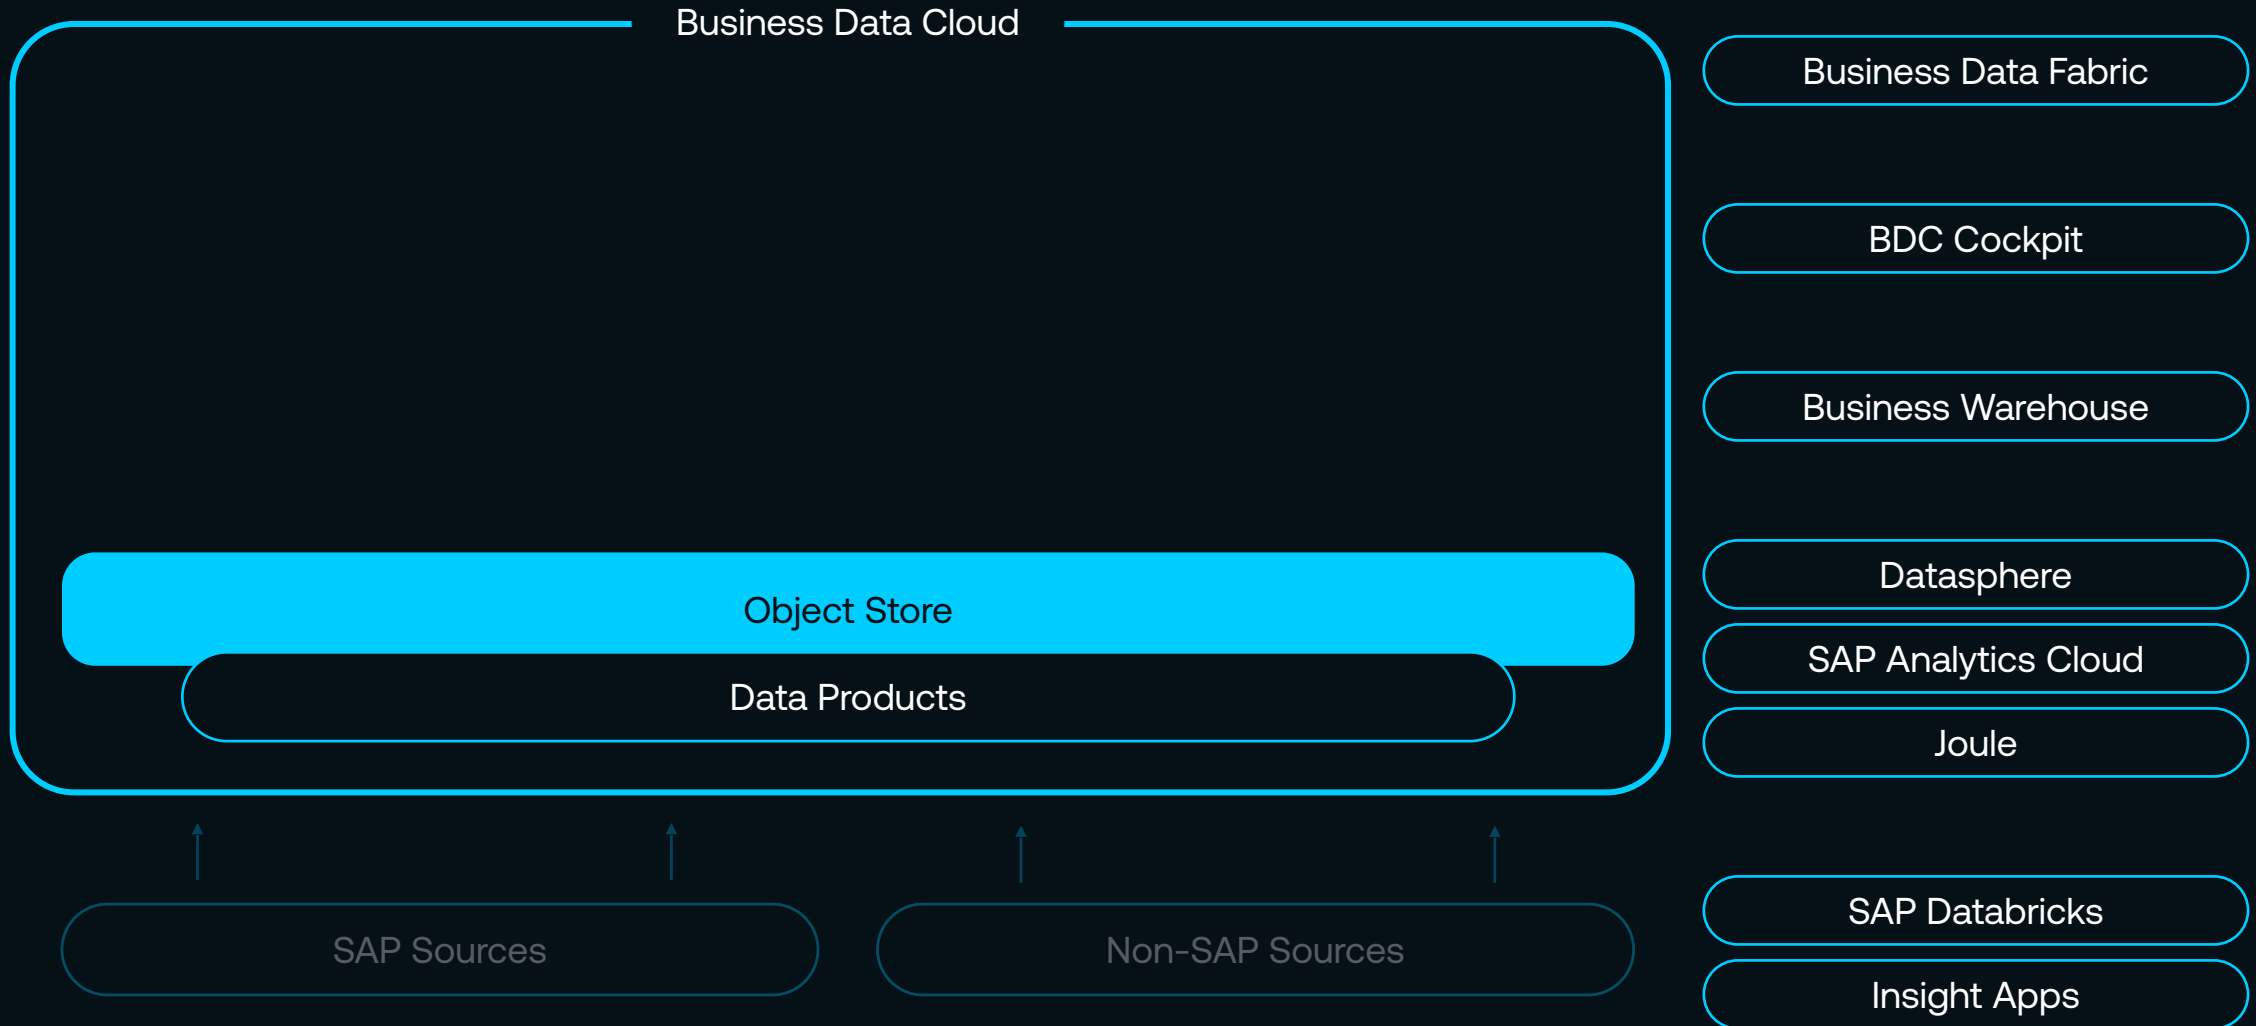 Business Data Cloud
Object Store
Data Products
SAP Sources
Non-SAP Sources
Business Data Fabric
BDC Cockpit
Business Warehouse
Datasphere
SAP Analytics Cloud
Joule
SAP Databricks
Insight Apps